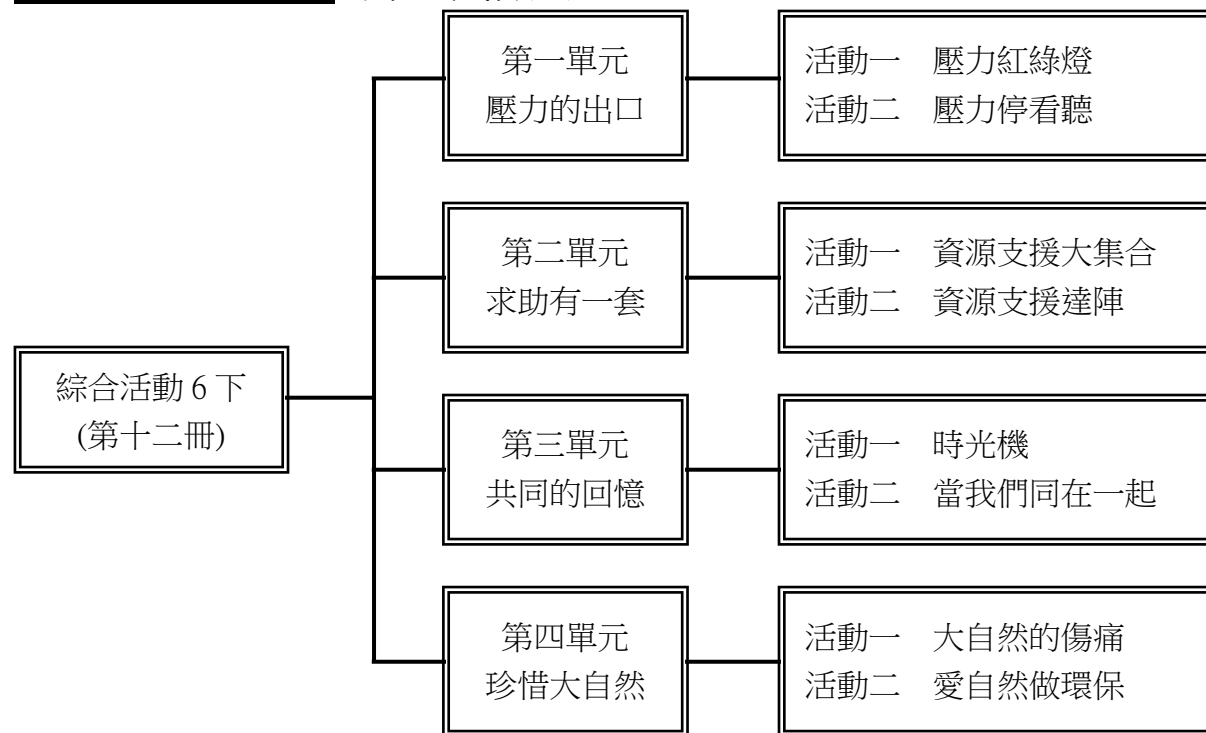 第一單元
壓力的出口
活動一　壓力紅綠燈
活動二　壓力停看聽
第二單元
求助有一套
活動一　資源支援大集合
活動二　資源支援達陣
綜合活動 6 下
(第十二冊)
第三單元
共同的回憶
活動一　時光機
活動二　當我們同在一起
第四單元
珍惜大自然
活動一　大自然的傷痛
活動二　愛自然做環保